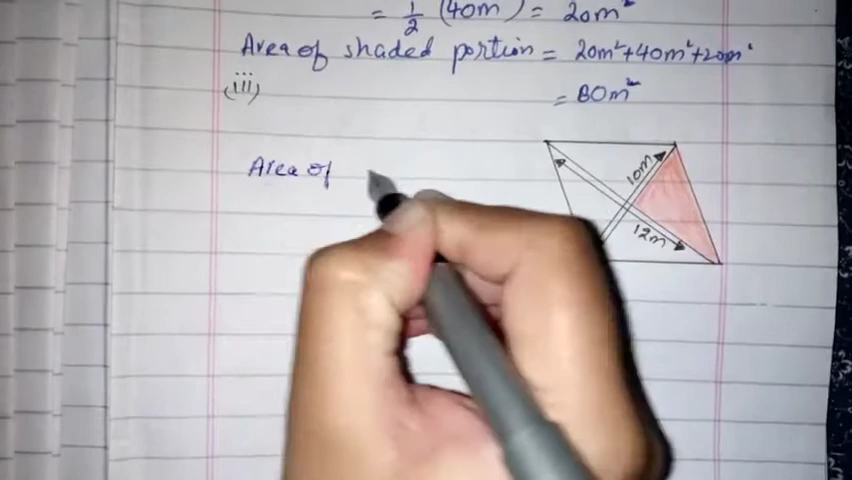 = 1/2 (40m ) = 20m²
Area of shaded portion = 20m²+40m²+20m²
= 80m²
(iii)
Area of
10m
12m